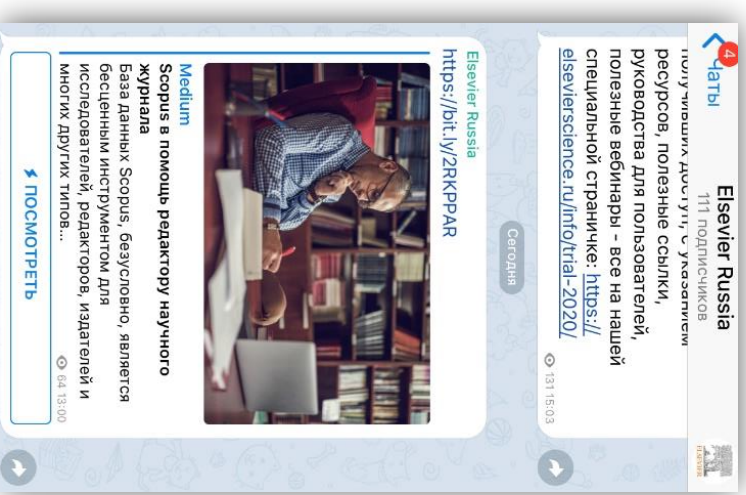 4
Чаты
Elsevier Russia
111 подписчиков
получивших доступ, с указанием
ресурсов, полезные ссылки,
руководства для пользователей,
полезные вебинары - все на нашей
специальной страничке: https://
elsevierscience.ru/info/trial-2020/
131 15:03
Сегодня
Elsevier Russia
https://bit.ly/2RKPPAR
Medium
Scopus в помощь редактору научного
журнала
База данных Scopus, безусловно, является
бесценным инструментом для
исследователей, редакторов, издателей и
многих других типов...
64 13:00
ПОСМОТРЕТЬ
ELSEVIER